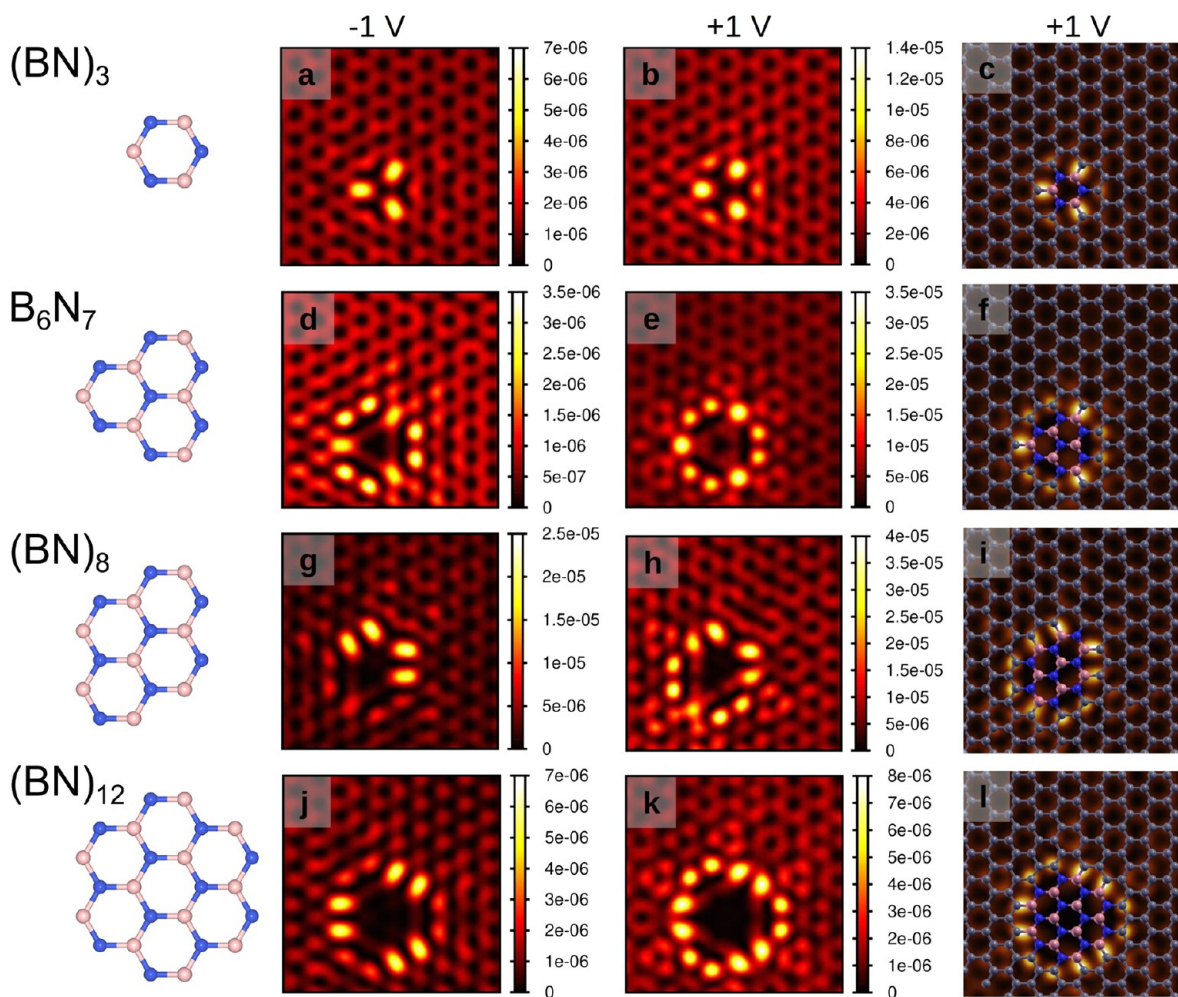 -1 V +1 V +1 V
(BN)3
a
7e-06
6e-06
5e-06
4e-06
3e-06
2e-06
1e-06
0
b
1.4e-05
1.2e-05
1e-05
8e-06
6e-06
4e-06
2e-06
0
c
B6N7
d
3.5e-06
3e-06
2.5e-06
2e-06
1.5e-06
1e-06
5e-07
0
e
3.5e-05
3e-05
2.5e-05
2e-05
1.5e-05
1e-05
5e-06
0
f
(BN)8
g
2.5e-05
2e-05
1.5e-05
1e-05
5e-06
0
h
4e-05
3.5e-05
3e-05
2.5e-05
2e-05
1.5e-05
1e-05
5e-06
0
i
(BN)12
j
7e-06
6e-06
5e-06
4e-06
3e-06
2e-06
1e-06
0
k
8e-06
7e-06
6e-06
5e-06
4e-06
3e-06
2e-06
1e-06
0
l